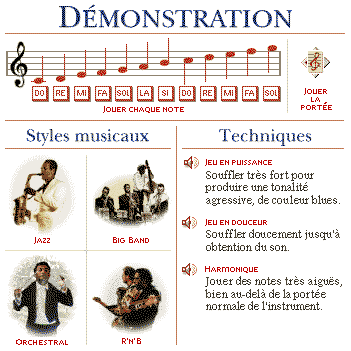 DÉMONSTRATION
DO RÉ MI FA SOL LA SI DO RÉ MI FA SOL
JOUER CHAQUE NOTE
JOUER
LA
PORTÉE
Styles musicaux
JAZZ
BIG BAND
ORCHESTRAL
R'N'B
Techniques
JEU EN PUISSANCE
Souffler très fort pour
produire une tonalité
agressive, de couleur blues.
JEU EN DOUCEUR
Souffler doucement jusqu'à
obtention du son.
HARMONIQUE
Jouer des notes très aiguës,
bien au-delà de la portée
normale de l'instrument.